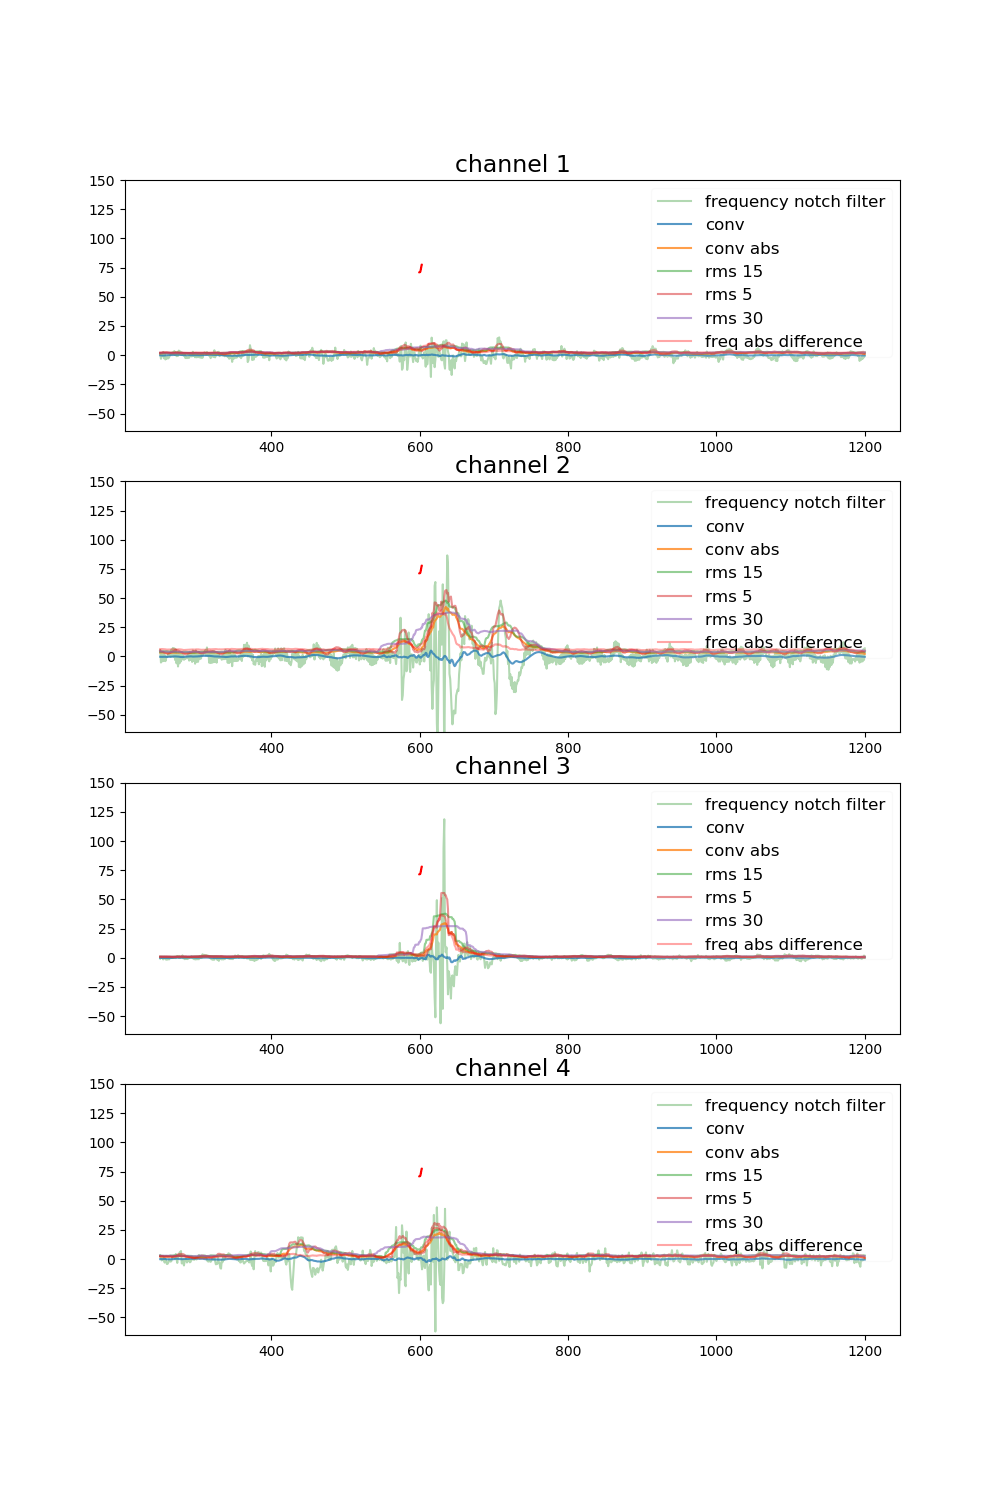 channel 1
150
125
100
75
50
25
0
−25
−50
frequency notch filter
conv
conv abs
rms 15
rms 5
rms 30
freq abs difference
400 600 800 1000 1200
channel 2
150
125
100
75
50
25
0
−25
−50
frequency notch filter
conv
conv abs
rms 15
rms 5
rms 30
freq abs difference
400 600 800 1000 1200
channel 3
150
125
100
75
50
25
0
−25
−50
frequency notch filter
conv
conv abs
rms 15
rms 5
rms 30
freq abs difference
400 600 800 1000 1200
channel 4
150
125
100
75
50
25
0
−25
−50
frequency notch filter
conv
conv abs
rms 15
rms 5
rms 30
freq abs difference
400 600 800 1000 1200